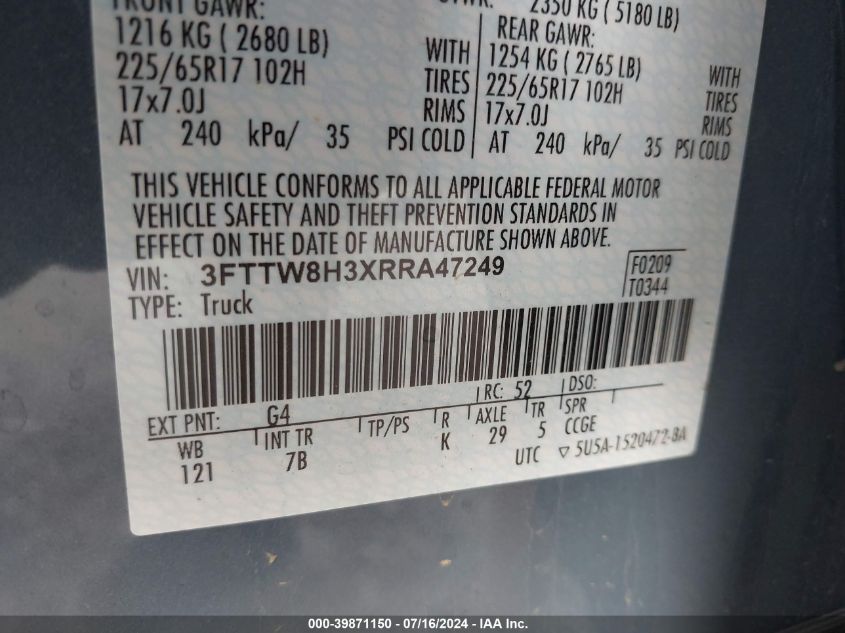 FRONT GAWR:
1216 KG ( 2680 LB) WITH
225/65R17 102H TIRES
17x7.0J RIMS
AT 240 kPa/ 35 PSI COLD
2350 KG ( 5180 LB)
REAR GAWR:
1254 KG ( 2765 LB) WITH
225/65R17 102H TIRES
17x7.0J RIMS
AT 240 kPa/ 35 PSI COLD
THIS VEHICLE CONFORMS TO ALL APPLICABLE FEDERAL MOTOR
VEHICLE SAFETY AND THEFT PREVENTION STANDARDS IN
EFFECT ON THE DATE OF MANUFACTURE SHOWN ABOVE.
VIN: 3FTTW8H3XRRA47249 F0209
TYPE: Truck T0344
EXT PNT: G4 RC: 52 DSO:
WB INT TR TP/PS R AXLE TR SPR
121 7B K 29 5 CCGE
UTC ▽ 5U5A-1520472-BA
000-39871150 - 07/16/2024 - IAA Inc.